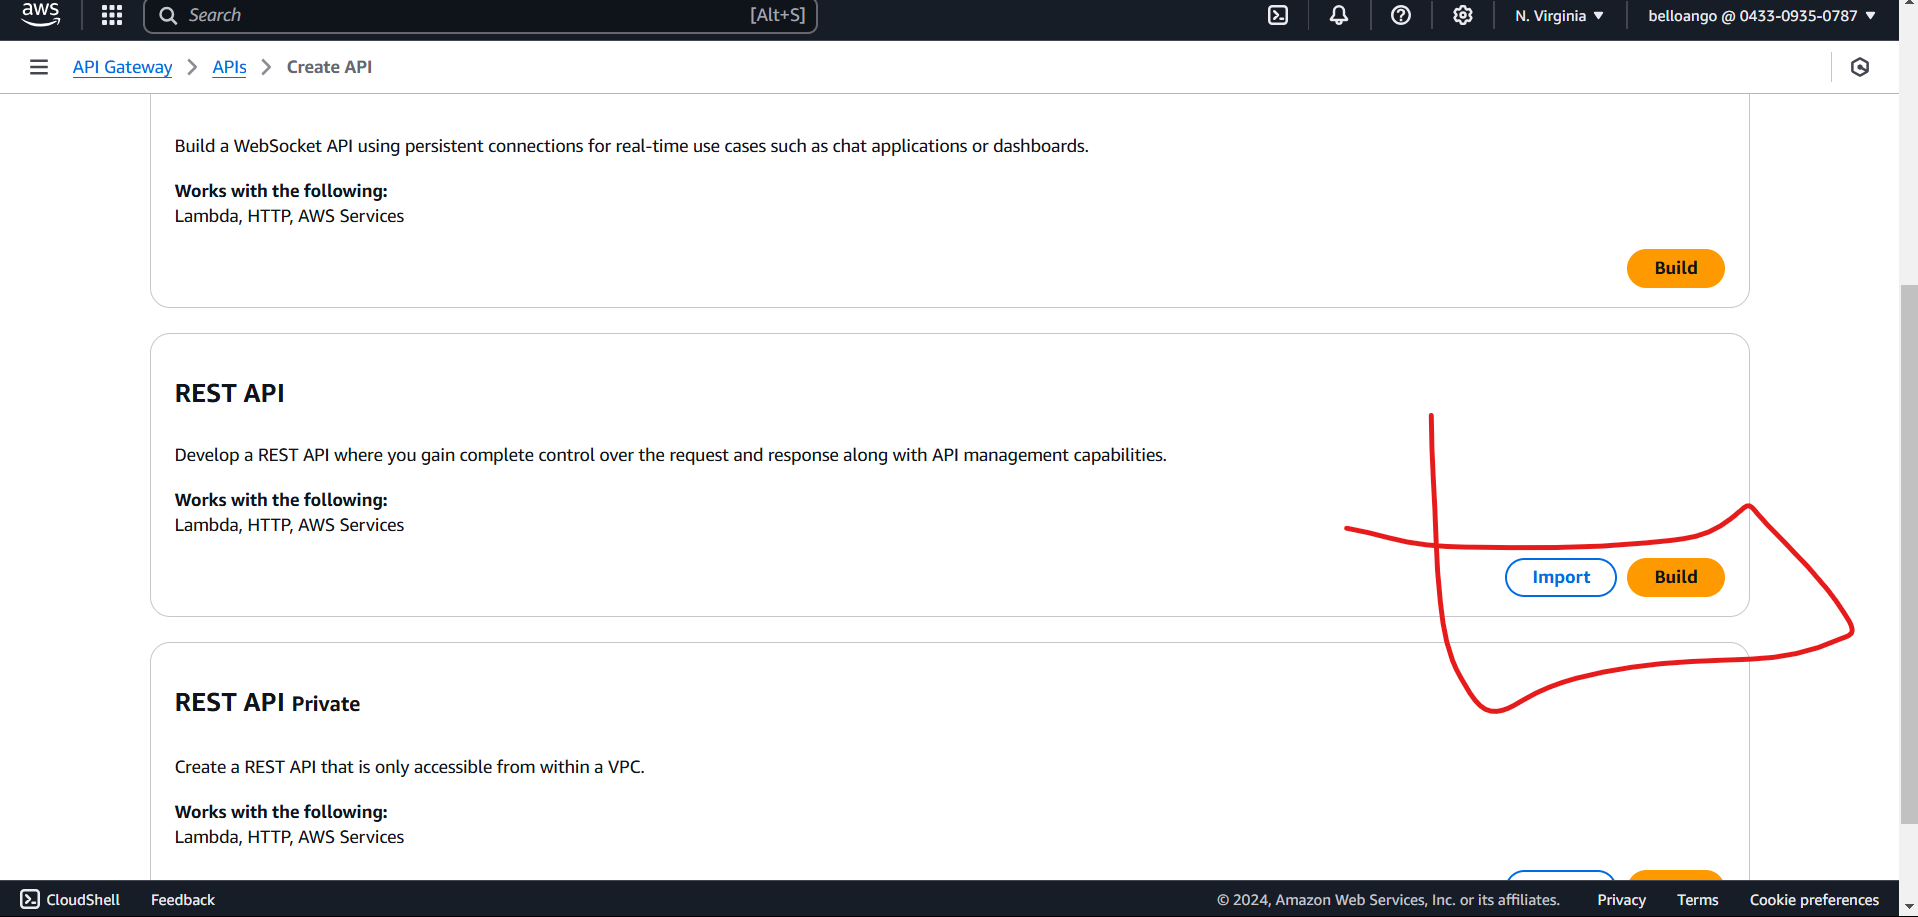 aws
Search [Alt+S] N. Virginia belloango @ 0433-0935-0787
API Gateway APIs Create API
Build a WebSocket API using persistent connections for real-time use cases such as chat applications or dashboards.
Works with the following:
Lambda, HTTP, AWS Services
Build
REST API
Develop a REST API where you gain complete control over the request and response along with API management capabilities.
Works with the following:
Lambda, HTTP, AWS Services
Import Build
REST API Private
Create a REST API that is only accessible from within a VPC.
Works with the following:
Lambda, HTTP, AWS Services
CloudShell Feedback © 2024, Amazon Web Services, Inc. or its affiliates. Privacy Terms Cookie preferences